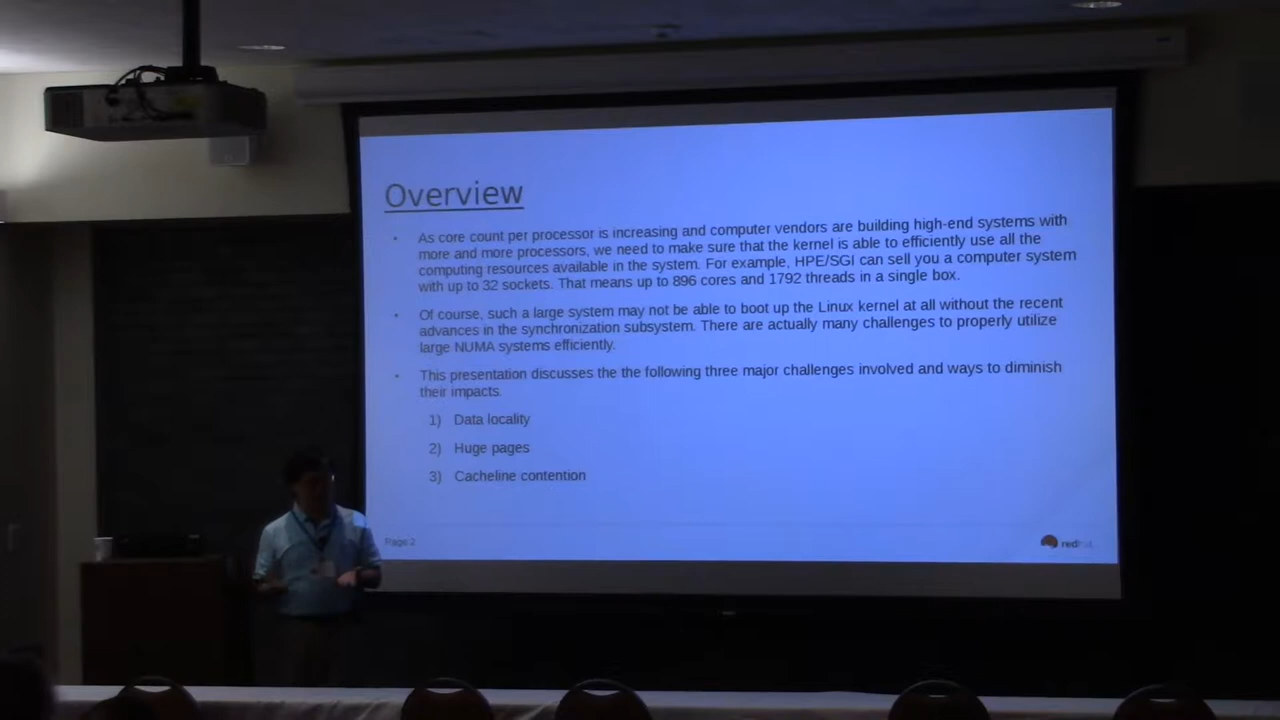 Overview
As core count per processor is increasing and computer vendors are building high-end systems with
more and more processors, we need to make sure that the kernel is able to efficiently use all the
computing resources available in the system. For example, HPE/SGI can sell you a computer system
with up to 32 sockets. That means up to 896 cores and 1792 threads in a single box.
Of course, such a large system may not be able to boot up the Linux kernel at all without the recent
advances in the synchronization subsystem. There are actually many challenges to properly utilize
large NUMA systems efficiently.
This presentation discusses the the following three major challenges involved and ways to diminish
their impacts.
1) Data locality
2) Huge pages
3) Cacheline contention
Page 2
redhat